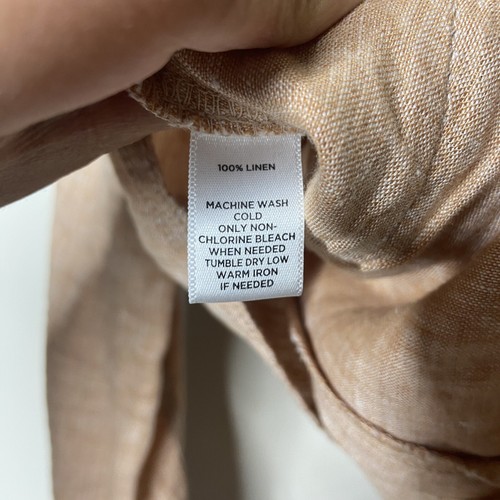 100% LINEN
MACHINE WASH
COLD
ONLY NON-
CHLORINE BLEACH
WHEN NEEDED
TUMBLE DRY LOW
WARM IRON
IF NEEDED